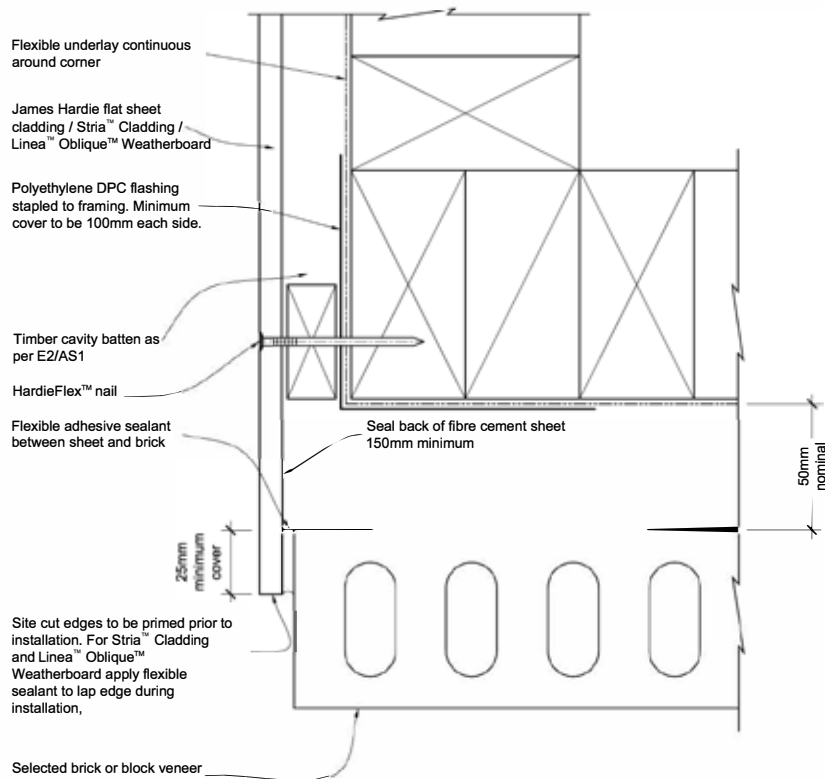 Flexible underlay continuous
around corner
James Hardie flat sheet
cladding / Stria™ Cladding /
Linea™ Oblique™ Weatherboard
Polyethylene DPC flashing
stapled to framing. Minimum
cover to be 100mm each side.
Timber cavity batten as
per E2/AS1
HardieFlex™ nail
Flexible adhesive sealant
between sheet and brick
Seal back of fibre cement sheet
150mm minimum
50mm
nominal
25mm
minimum
cover
Site cut edges to be primed prior to
installation. For Stria™ Cladding
and Linea™ Oblique™
Weatherboard apply flexible
sealant to lap edge during
installation,
Selected brick or block veneer